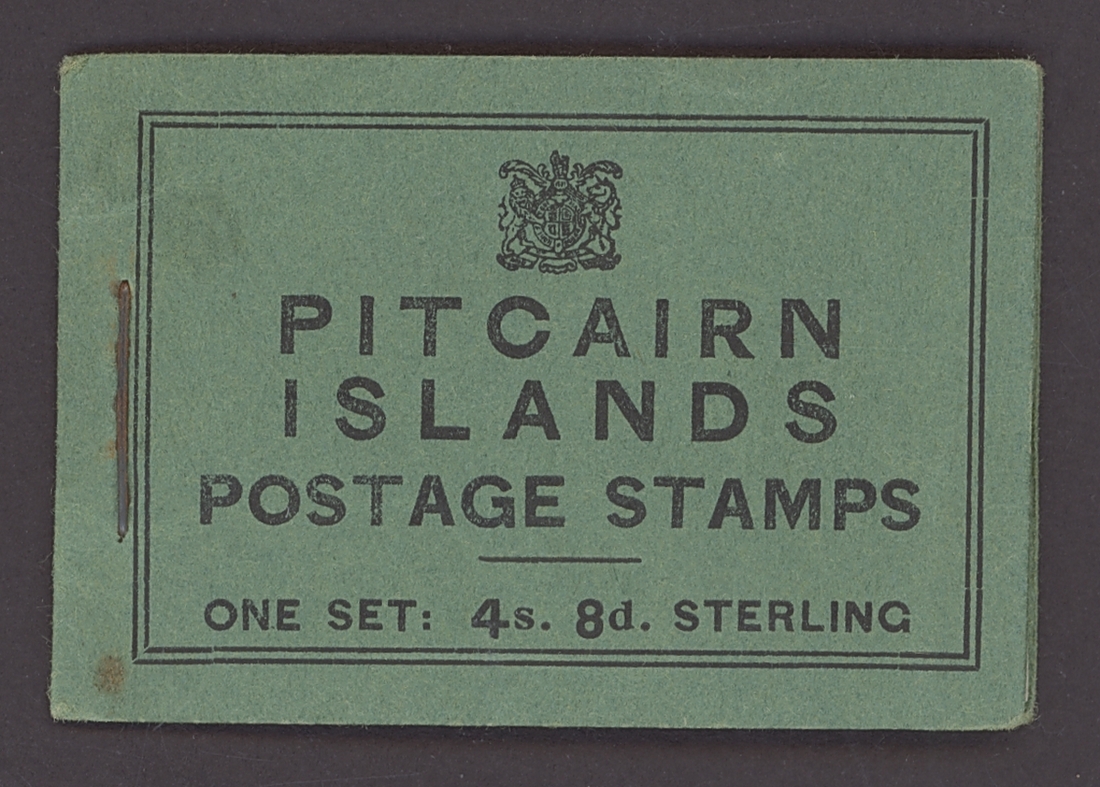 PITCAIRN
ISLANDS
POSTAGE STAMPS
ONE SET: 4s. 8d. STERLING